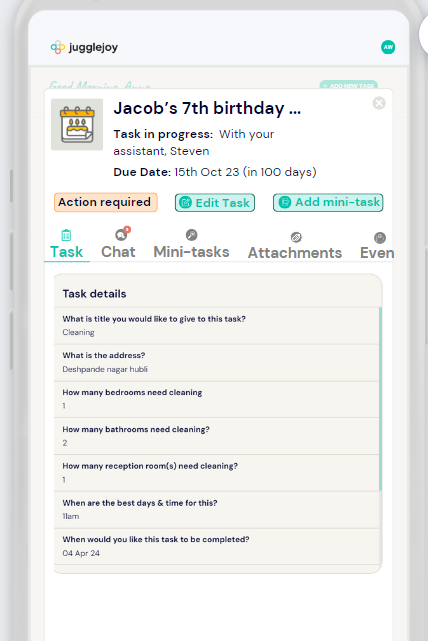 jugglejoy
AW
Good Morning, Anna
ADD NEW TASK
Jacob's 7th birthday ...
Task in progress: With your
assistant, Steven
Due Date: 15th Oct 23 (in 100 days)
Action required
Edit Task
Add mini-task
Task
Chat
Mini-tasks
Attachments
Even
Task details
What is title you would like to give to this task?
Cleaning
What is the address?
Deshpande nagar hubli
How many bedrooms need cleaning
1
How many bathrooms need cleaning?
2
How many reception room(s) need cleaning?
1
When are the best days & time for this?
11am
When would you like this task to be completed?
04 Apr 24